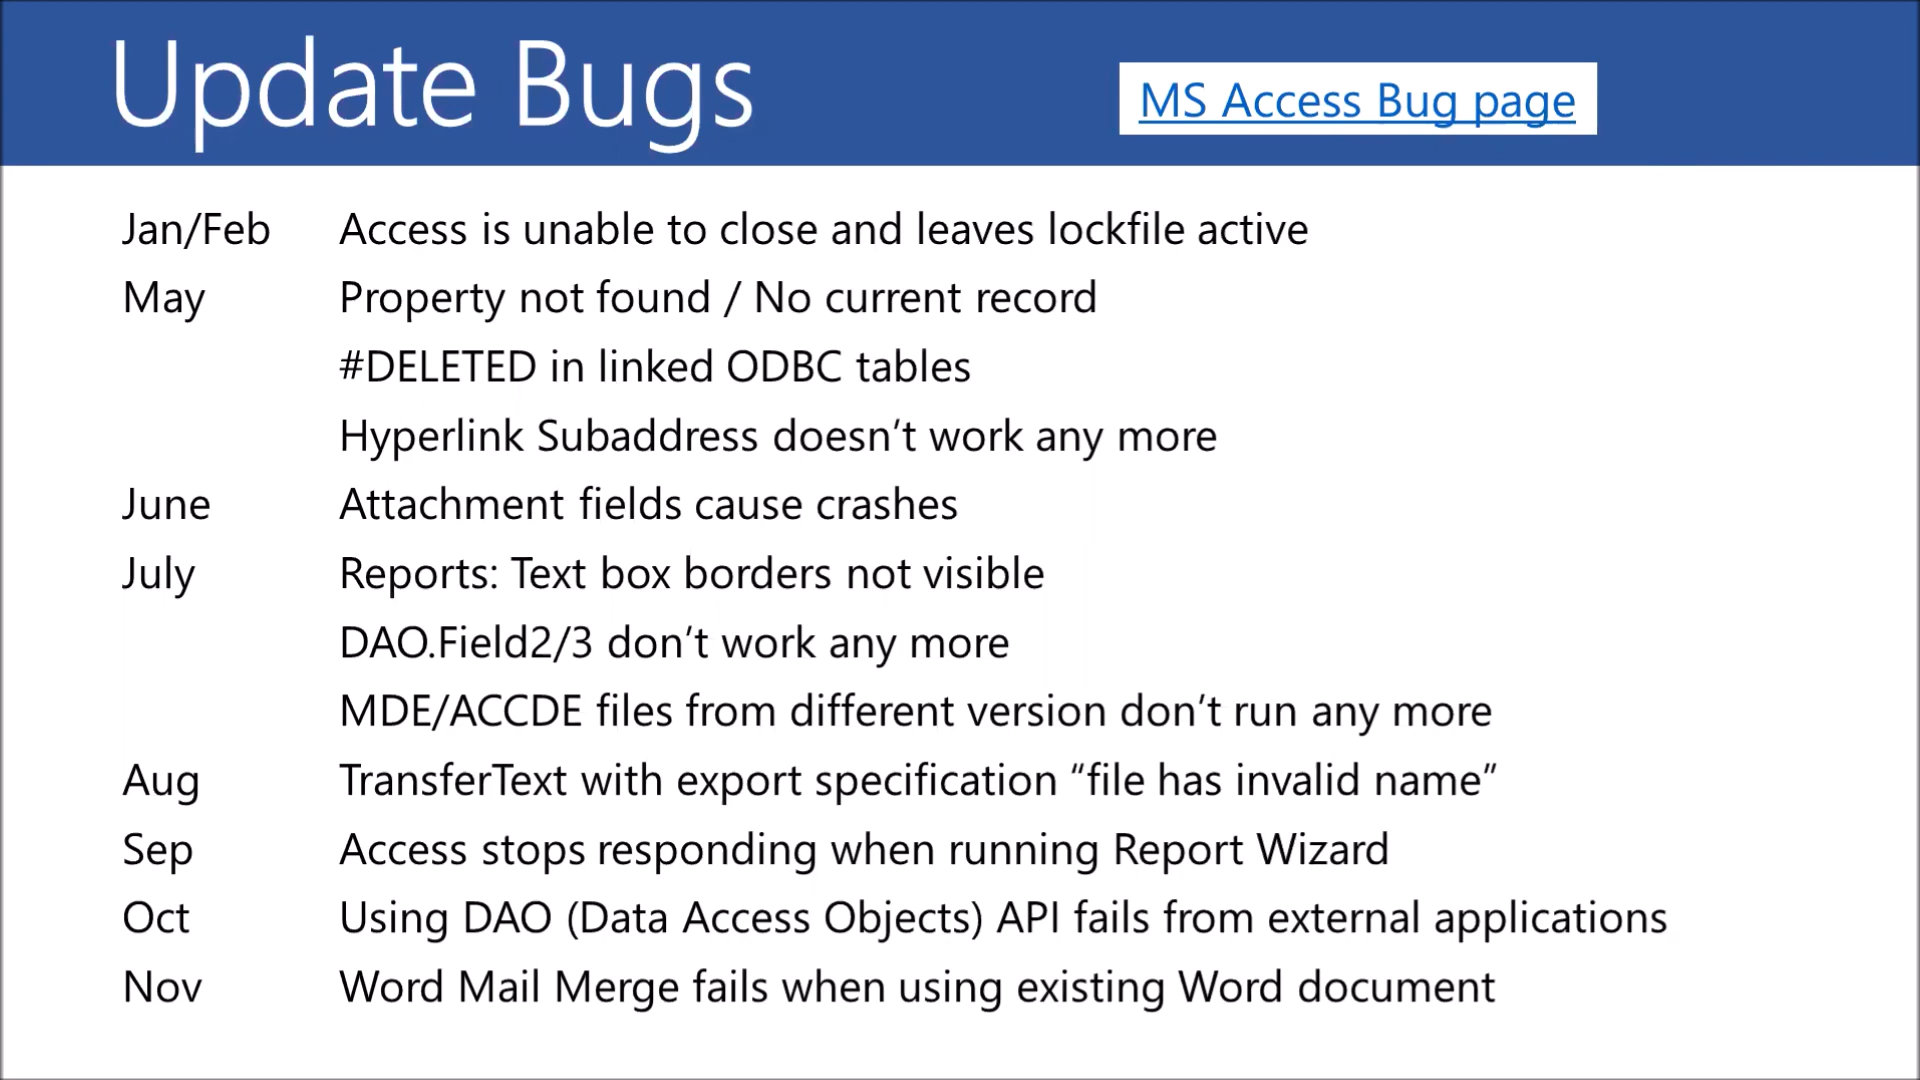 Update Bugs
MS Access Bug page
Jan/Feb Access is unable to close and leaves lockfile active
May Property not found / No current record
#DELETED in linked ODBC tables
Hyperlink Subaddress doesn’t work any more
June Attachment fields cause crashes
July Reports: Text box borders not visible
DAO.Field2/3 don’t work any more
MDE/ACCDE files from different version don’t run any more
Aug TransferText with export specification “file has invalid name”
Sep Access stops responding when running Report Wizard
Oct Using DAO (Data Access Objects) API fails from external applications
Nov Word Mail Merge fails when using existing Word document